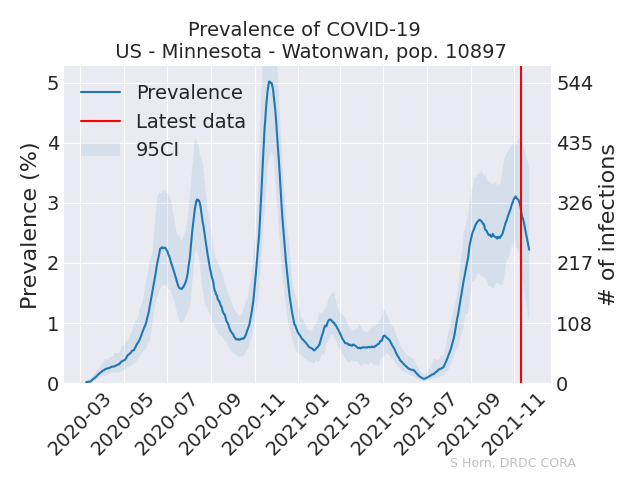 Prevalence of COVID-19
US - Minnesota - Watonwan, pop. 10897
Prevalence (%)
5
4
3
2
1
0
Prevalence
Latest data
95CI
544
435
326
217
108
0
# of infections
2020-03
2020-05
2020-07
2020-09
2020-11
2021-01
2021-03
2021-05
2021-07
2021-09
2021-11
S Horn, DRDC CORA